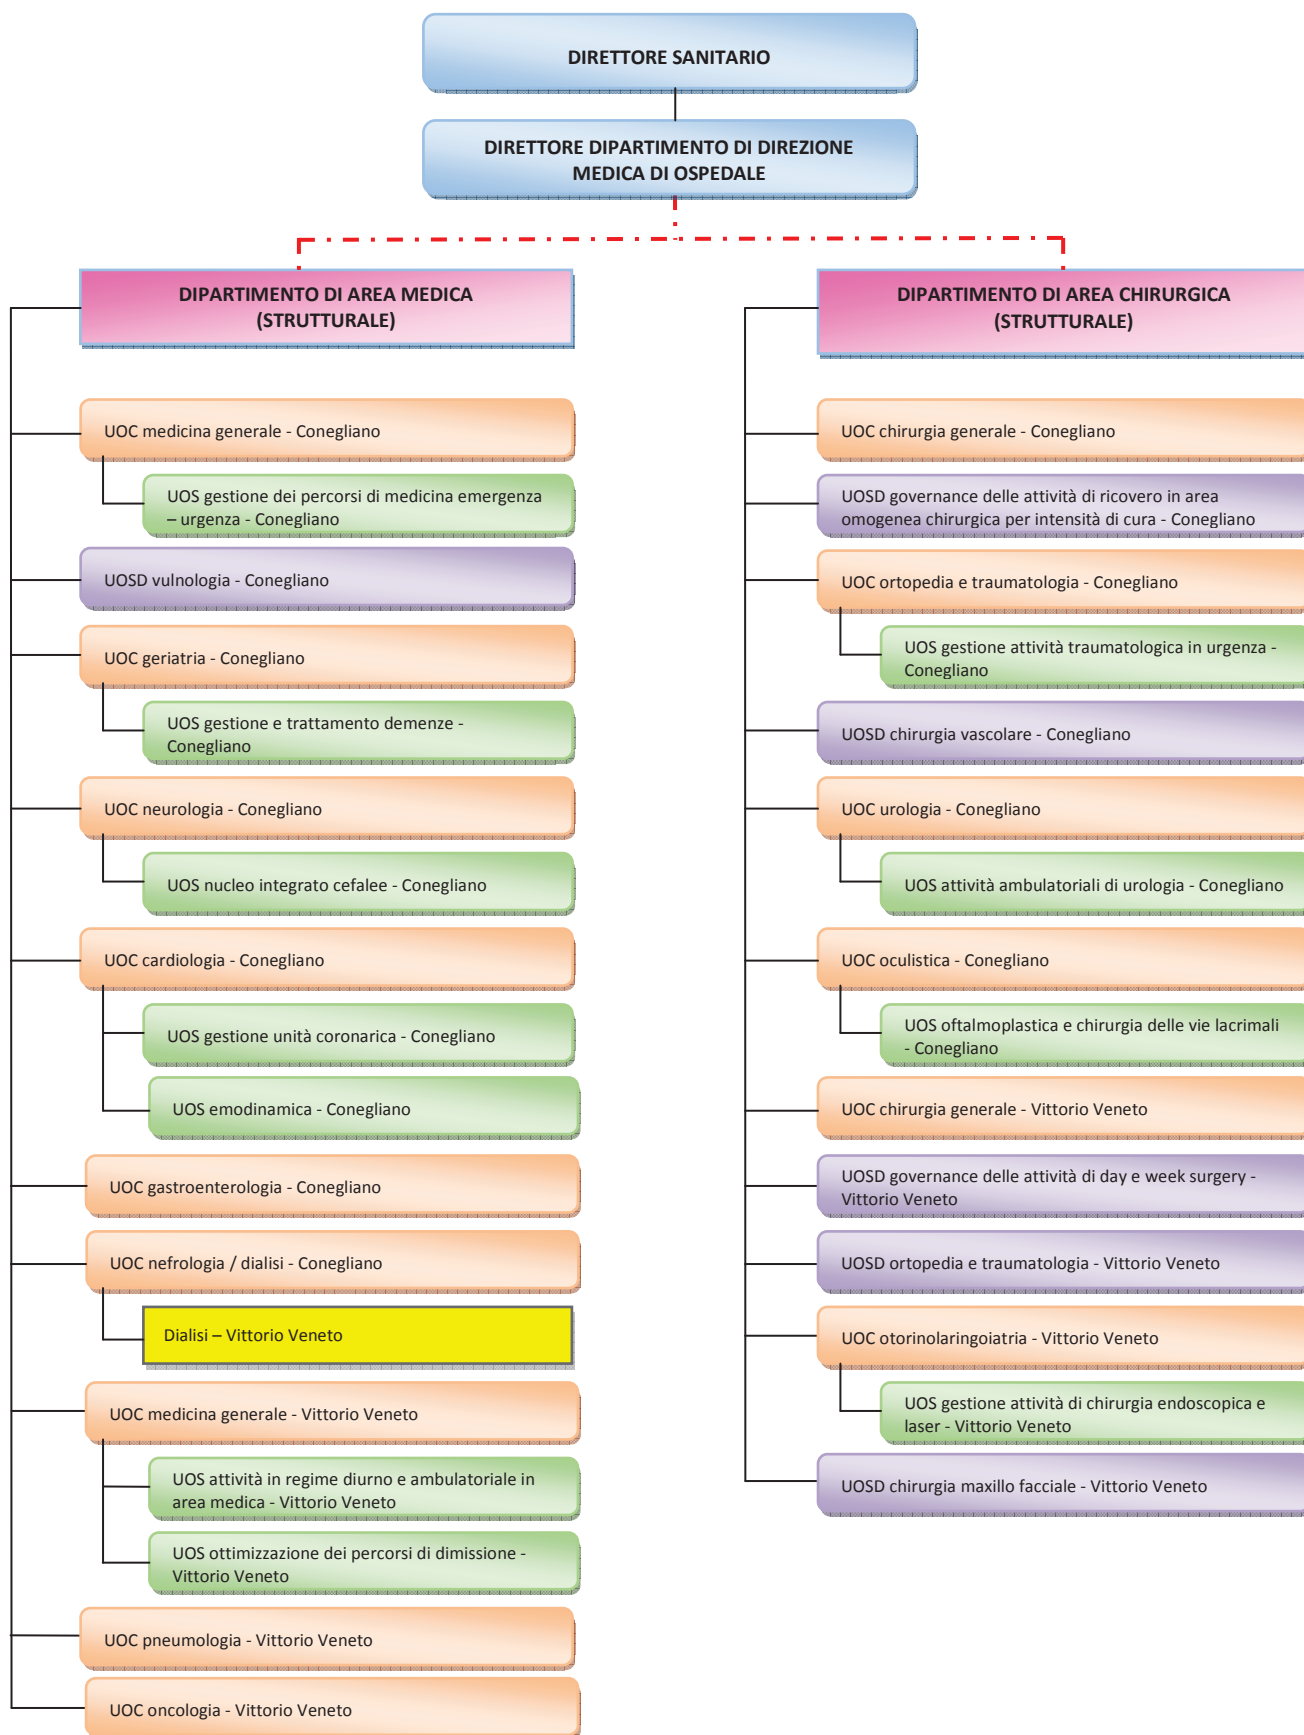 DIRETTORE SANITARIO
DIRETTORE DIPARTIMENTO DI DIREZIONE
MEDICA DI OSPEDALE
DIPARTIMENTO DI AREA MEDICA
(STRUTTURALE)
UOC medicina generale - Conegliano
UOS gestione dei percorsi di medicina emergenza
– urgenza - Conegliano
UOSD vulnologia - Conegliano
UOC geriatria - Conegliano
UOS gestione e trattamento demenze -
Conegliano
UOC neurologia - Conegliano
UOS nucleo integrato cefalee - Conegliano
UOC cardiologia - Conegliano
UOS gestione unità coronarica - Conegliano
UOS emodinamica - Conegliano
UOC gastroenterologia - Conegliano
UOC nefrologia / dialisi - Conegliano
Dialisi – Vittorio Veneto
UOC medicina generale - Vittorio Veneto
UOS attività in regime diurno e ambulatoriale in
area medica - Vittorio Veneto
UOS ottimizzazione dei percorsi di dimissione -
Vittorio Veneto
UOC pneumologia - Vittorio Veneto
UOC oncologia - Vittorio Veneto
DIPARTIMENTO DI AREA CHIRURGICA
(STRUTTURALE)
UOC chirurgia generale - Conegliano
UOSD governance delle attività di ricovero in area
omogenea chirurgica per intensità di cura - Conegliano
UOC ortopedia e traumatologia - Conegliano
UOS gestione attività traumatologica in urgenza -
Conegliano
UOSD chirurgia vascolare - Conegliano
UOC urologia - Conegliano
UOS attività ambulatoriali di urologia - Conegliano
UOC oculistica - Conegliano
UOS oftalmoplastica e chirurgia delle vie lacrimali
- Conegliano
UOC chirurgia generale - Vittorio Veneto
UOSD governance delle attività di day e week surgery -
Vittorio Veneto
UOSD ortopedia e traumatologia - Vittorio Veneto
UOC otorinolaringoiatria - Vittorio Veneto
UOS gestione attività di chirurgia endoscopica e
laser - Vittorio Veneto
UOSD chirurgia maxillo facciale - Vittorio Veneto